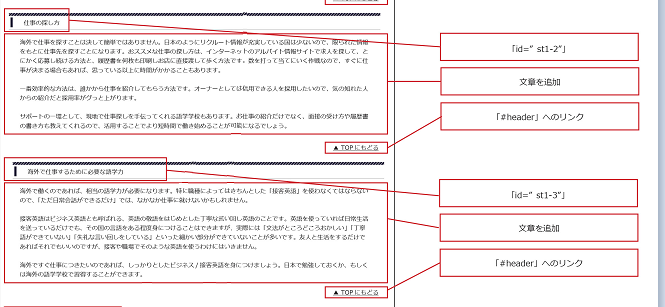 ▲ TOPにもどる
仕事の探し方
海外で仕事を探すことは決して簡単ではありません。日本のようにリクルート情報が充実している国は少ないので、限られた情報
をもとに仕事先を探すことになります。おススメな仕事の探し方は、インターネットのアルバイト情報サイトで求人を探して、と
にかく応募し続ける方法と、履歴書を何枚も印刷しお店に直接渡して歩く方法です。数を打って当てにいく作戦なので、すぐに仕
事が決まる場合もあれば、思っている以上に時間がかかることもあります。
一番効率的な方法は、誰かから仕事を紹介してもらう方法です。オーナーとしては信用できる人を採用したいので、気の知れた人
からの紹介だと採用率がグッと上がります。
サポートの一環として、現地で仕事探しを手伝ってくれる語学学校もあります。お仕事の紹介だけでなく、面接の受け方や履歴書
の書き方も教えてくれるので、活用することでより短時間で働き始めることが可能になるでしょう。
▲ TOPにもどる
海外で仕事するために必要な語学力
海外で働くのであれば、相当の語学力が必要になります。特に職種によってはきちんとした「接客英語」を使わなくてはならない
ので、「ただ日常会話ができるだけ」では、なかなか仕事に就けないかもしれません。
接客英語はビジネス英語とも呼ばれる、英語の敬語をはじめとした丁寧な言い回し英語のことです。英語を使っていれば日常生活
を送っているだけでも、その国の言語をある程度身につけることはできますが、実際には「文法がところどころおかしい」「丁寧
語ができていない」「失礼な言い回しをしている」といった細かい部分ができていないことが多いです。友人と生活をするだけで
あればそれでもいいのですが、接客や職場でそのような英語を使うわけにはいきません。
海外ですぐ仕事につきたいのであれば、しっかりとしたビジネス/接客英語を身につけましょう。日本で勉強しておくか、もしく
は海外の語学学校で習得することができます。
▲ TOPにもどる
「id=”st1-2”」
文章を追加
「#header」へのリンク
「id=”st1-3”」
文章を追加
「#header」へのリンク